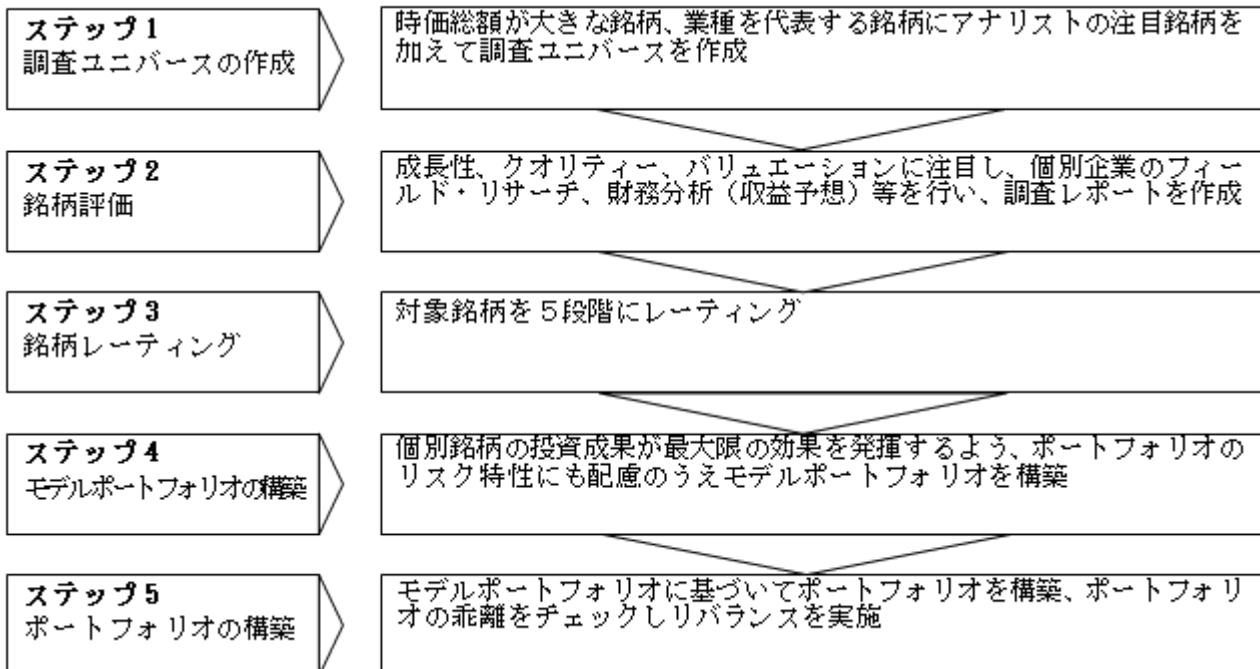 ステップ1
調査ユニバースの作成
時価総額が大きな銘柄、業種を代表する銘柄にアナリストの注目銘柄を
加えて調査ユニバースを作成
ステップ2
銘柄評価
成長性、クオリティー、バリュエーションに注目し、個別企業のフィー
ルド・リサーチ、財務分析（収益予想）等を行い、調査レポートを作成
ステップ3
銘柄レーティング
対象銘柄を５段階にレーティング
ステップ4
モデルポートフォリオの構築
個別銘柄の投資成果が最大限の効果を発揮するよう、ポートフォリオの
リスク特性にも配慮のうえモデルポートフォリオを構築
ステップ5
ポートフォリオの構築
モデルポートフォリオに基づいてポートフォリオを構築、ポートフォリ
オの乖離をチェックしリバランスを実施